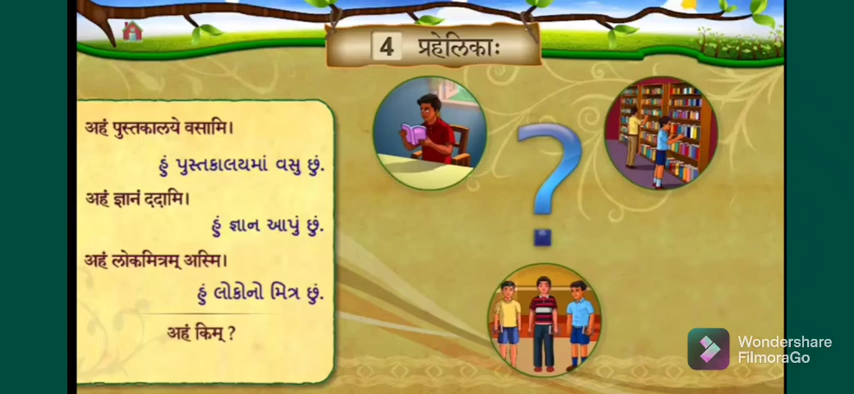 4 प्रहेलिकाः
अहं पुस्तकालये वसामि।
હું પુસ્તકાલયમાં વસુ છું.
अहं ज्ञानं ददामि।
હું જ્ઞાન આપું છું.
अहं लोकमित्रम् अस्मि।
હું લોકોનો મિત્ર છું.
अहं किम् ?
?
Wondershare
FilmoraGo